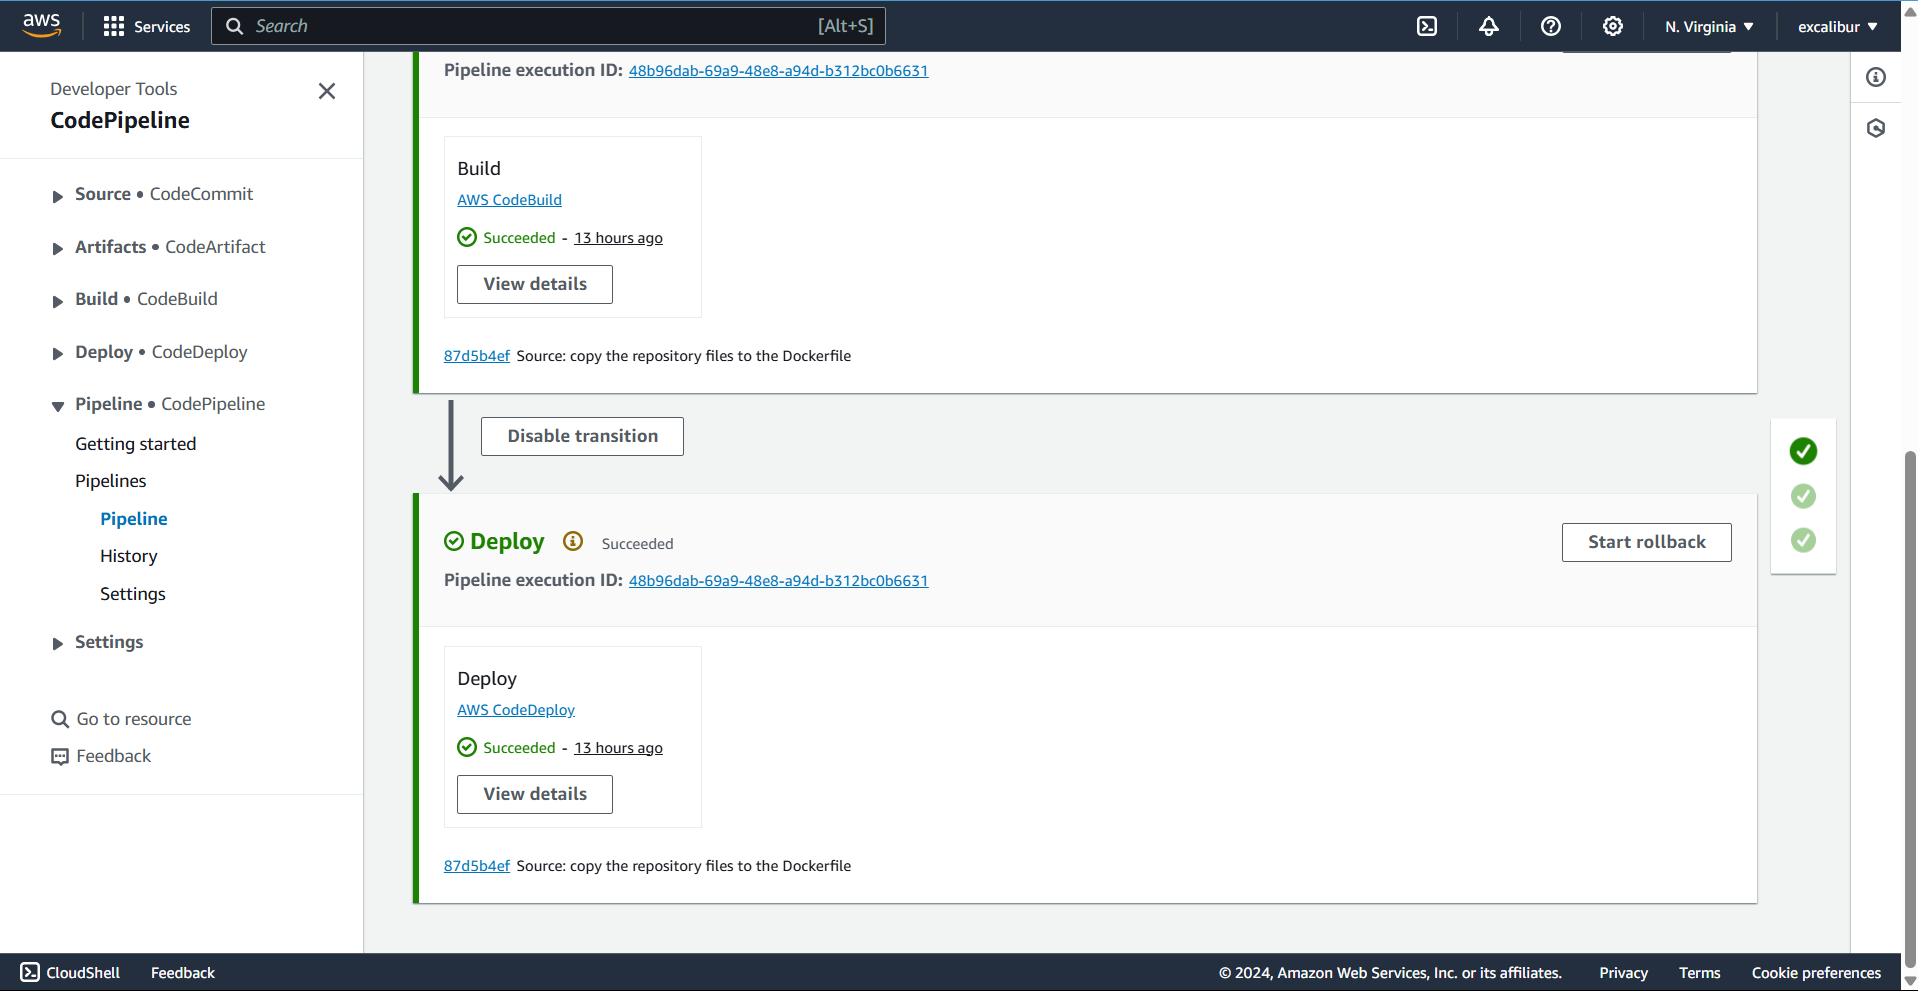 aws
Services
Search
[Alt+S]
N. Virginia
excalibur
Developer Tools
CodePipeline
Source • CodeCommit
Artifacts • CodeArtifact
Build • CodeBuild
Deploy • CodeDeploy
Pipeline • CodePipeline
Getting started
Pipelines
Pipeline
History
Settings
Settings
Go to resource
Feedback
Pipeline execution ID: 48b96dab-69a9-48e8-a94d-b312bc0b6631
Build
AWS CodeBuild
Succeeded - 13 hours ago
View details
87d5b4ef Source: copy the repository files to the Dockerfile
Disable transition
Deploy Succeeded
Start rollback
Pipeline execution ID: 48b96dab-69a9-48e8-a94d-b312bc0b6631
Deploy
AWS CodeDeploy
Succeeded - 13 hours ago
View details
87d5b4ef Source: copy the repository files to the Dockerfile
CloudShell
Feedback
© 2024, Amazon Web Services, Inc. or its affiliates.
Privacy
Terms
Cookie preferences